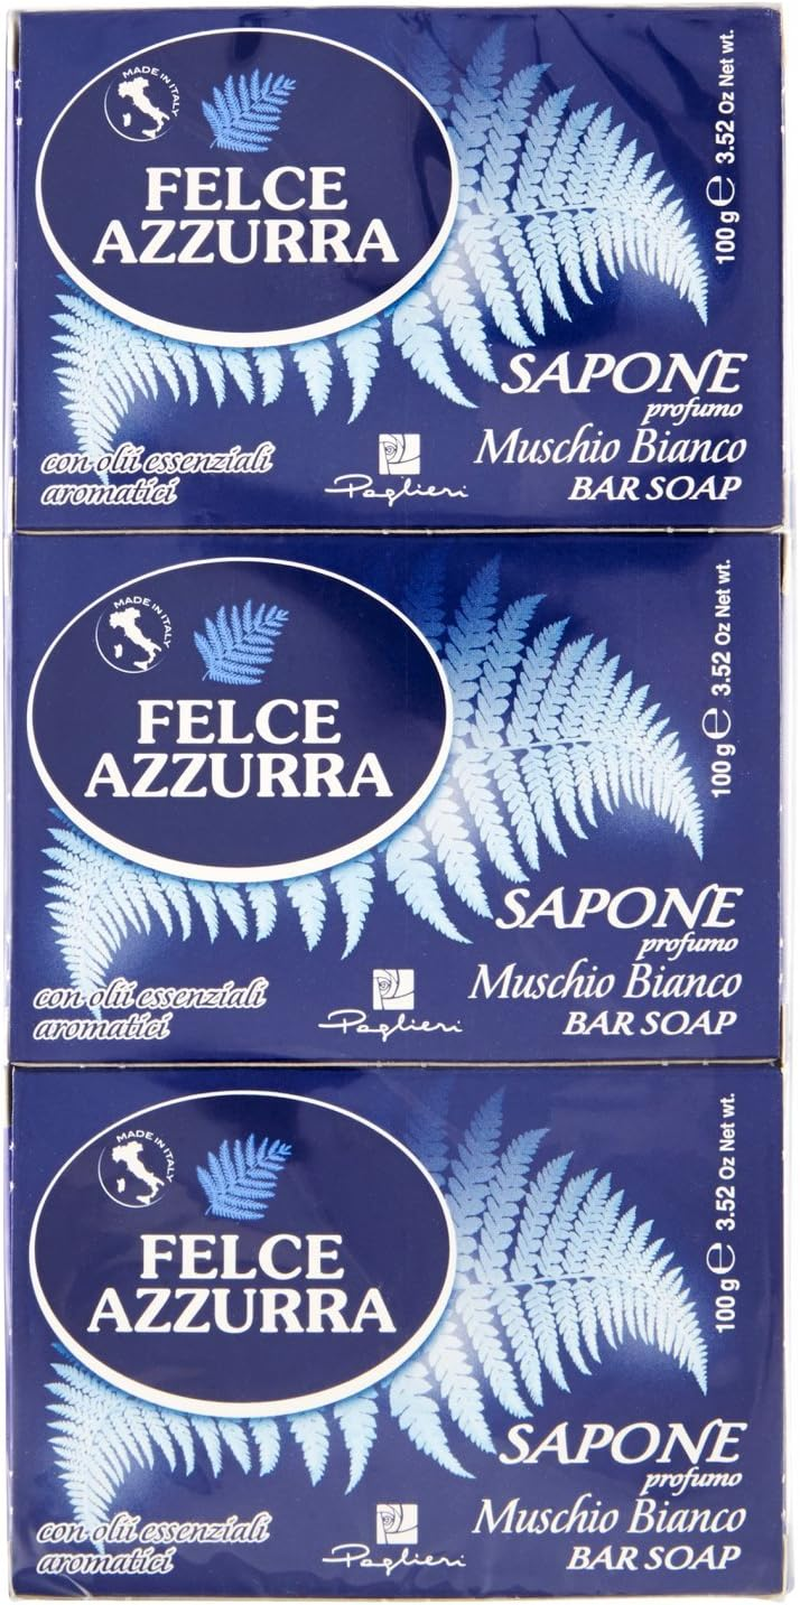 MADE IN ITALY
FELCE
AZZURRA
100 g e 3.52 Oz Net wt.
SAPONE
profumo
Muschio Bianco
BAR SOAP
con olii essenziali
aromatici
Paglieri
MADE IN ITALY
FELCE
AZZURRA
100 g e 3.52 Oz Net wt.
SAPONE
profumo
Muschio Bianco
BAR SOAP
con olii essenziali
aromatici
Paglieri
MADE IN ITALY
FELCE
AZZURRA
100 g e 3.52 Oz Net wt.
SAPONE
profumo
Muschio Bianco
BAR SOAP
con olii essenziali
aromatici
Paglieri